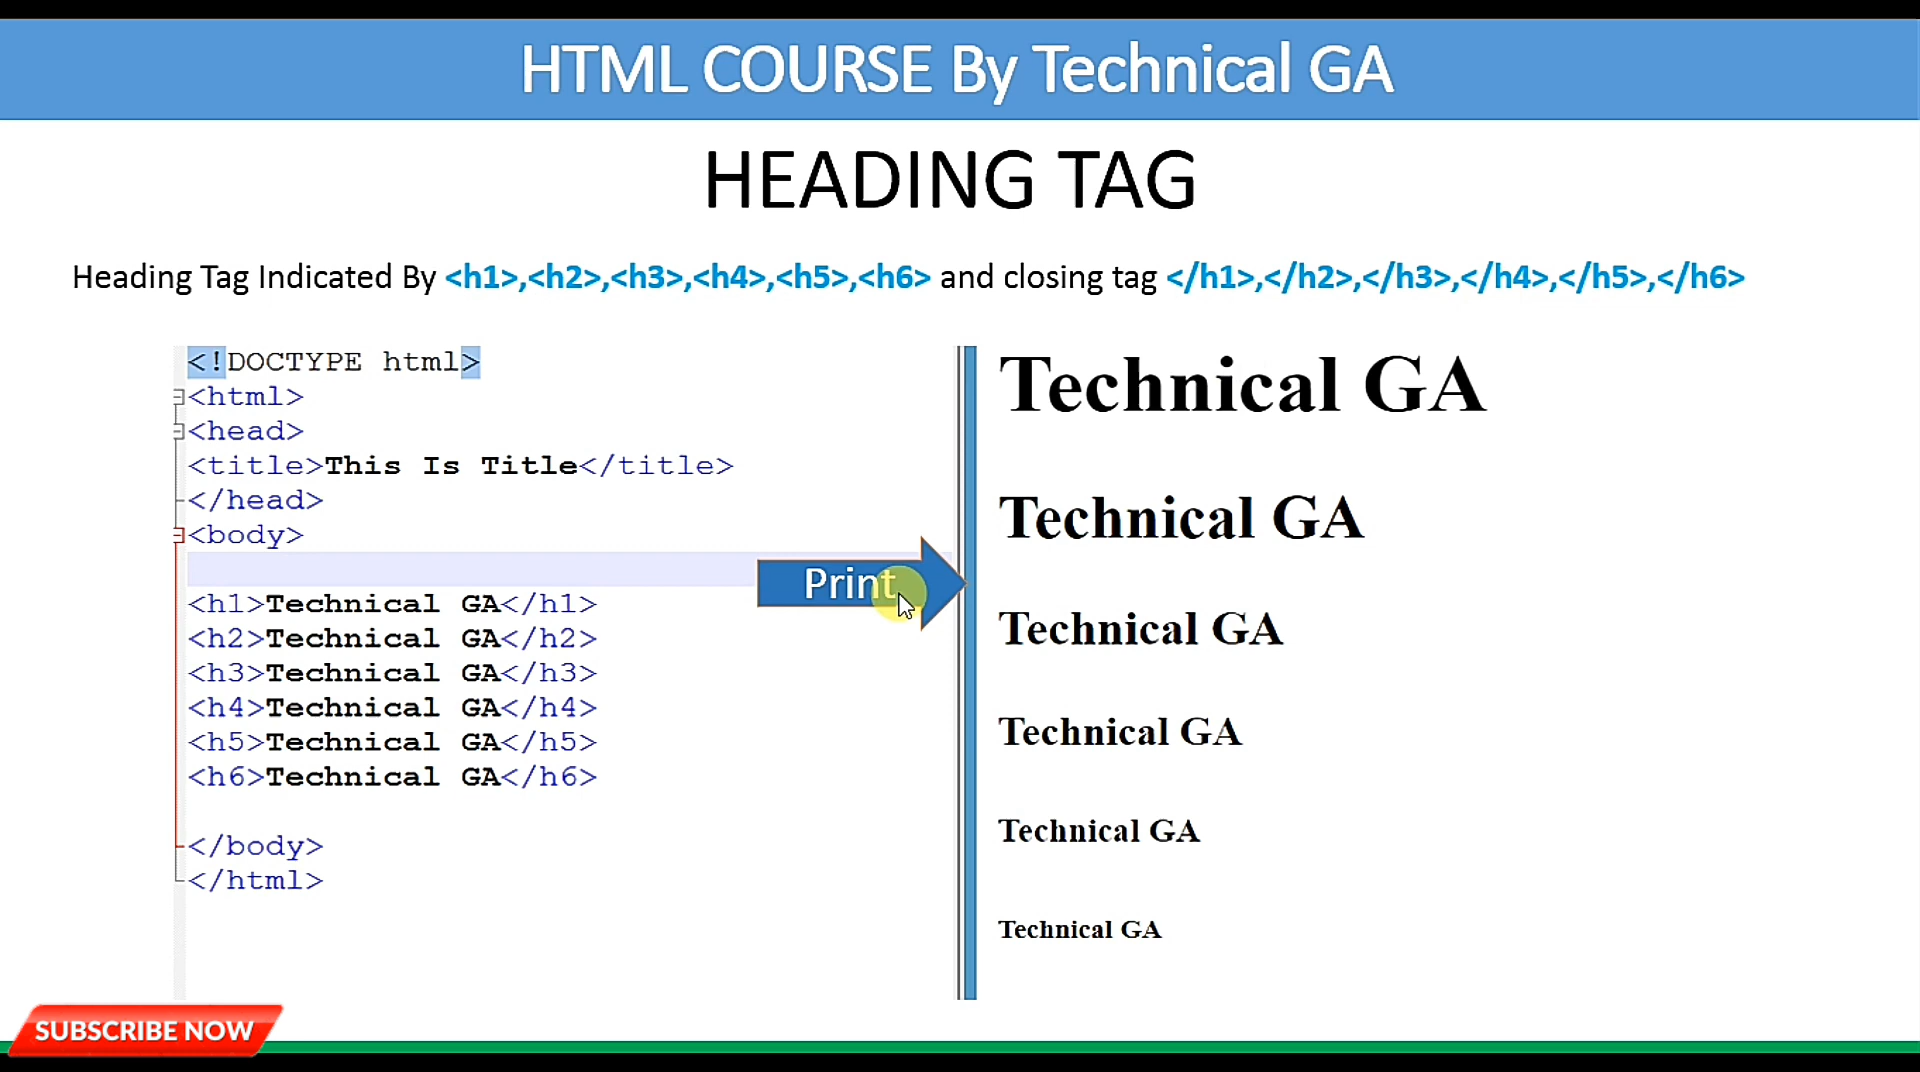 HTML COURSE By Technical GA
HEADING TAG
Heading Tag Indicated By <h1>,<h2>,<h3>,<h4>,<h5>,<h6> and closing tag </h1>,</h2>,</h3>,</h4>,</h5>,</h6>
<!DOCTYPE html>
<html>
<head>
<title>This Is Title</title>
</head>
<body>
<h1>Technical GA</h1>
<h2>Technical GA</h2>
<h3>Technical GA</h3>
<h4>Technical GA</h4>
<h5>Technical GA</h5>
<h6>Technical GA</h6>
</body>
</html>
Print
Technical GA
Technical GA
Technical GA
Technical GA
Technical GA
Technical GA
SUBSCRIBE NOW